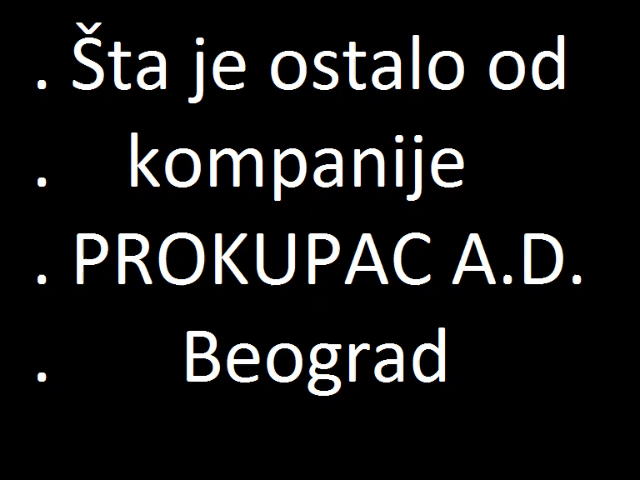 . Šta je ostalo od
. kompanije
. PROKUPAC A.D.
. Beograd